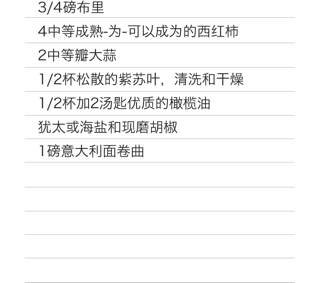 3/4磅布里
4中等成熟-为-可以成为的西红柿
2中等瓣大蒜
1/2杯松散的紫苏叶，清洗和干燥
1/2杯加2汤匙优质的橄榄油
犹太或海盐和现磨胡椒
1磅意大利面卷曲